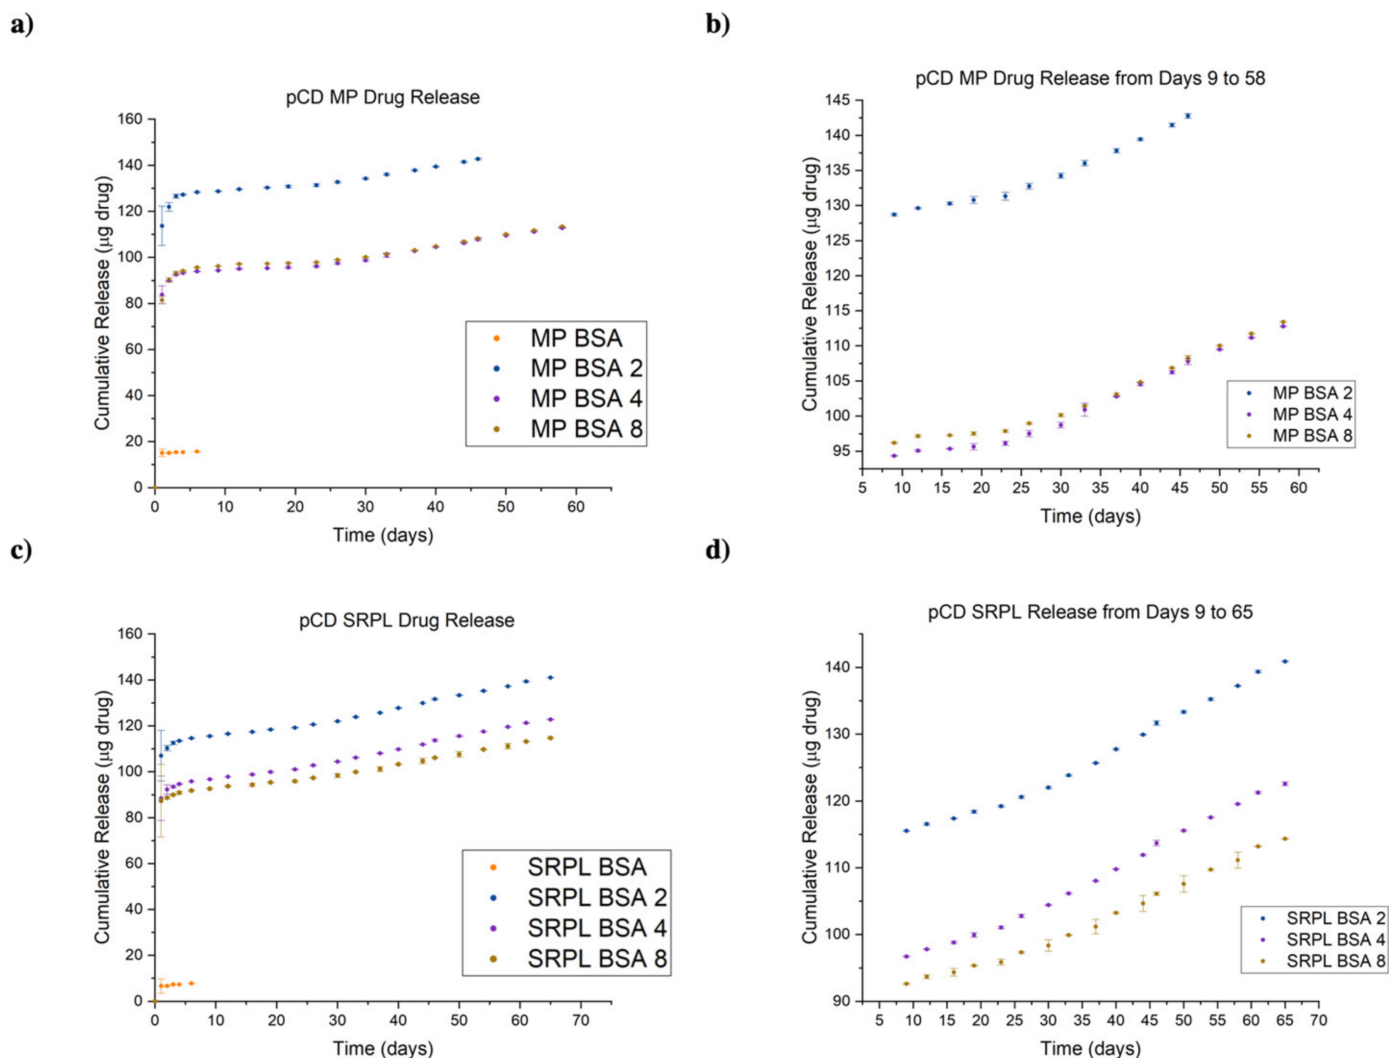 a)
pCD MP Drug Release
160
140
120
100
80
60
40
20
0
Cumulative Release (μg drug)
0 10 20 30 40 50 60
Time (days)
MP BSA
MP BSA 2
MP BSA 4
MP BSA 8
b)
pCD MP Drug Release from Days 9 to 58
145
140
135
130
125
120
115
110
105
100
95
Cumulative Release (μg drug)
5 10 15 20 25 30 35 40 45 50 55 60
Time (days)
MP BSA 2
MP BSA 4
MP BSA 8
c)
pCD SRPL Drug Release
160
140
120
100
80
60
40
20
0
Cumulative Release (μg drug)
0 10 20 30 40 50 60 70
Time (days)
SRPL BSA
SRPL BSA 2
SRPL BSA 4
SRPL BSA 8
d)
pCD SRPL Release from Days 9 to 65
140
130
120
110
100
90
Cumulative Release (μg drug)
5 10 15 20 25 30 35 40 45 50 55 60 65 70
Time (days)
SRPL BSA 2
SRPL BSA 4
SRPL BSA 8